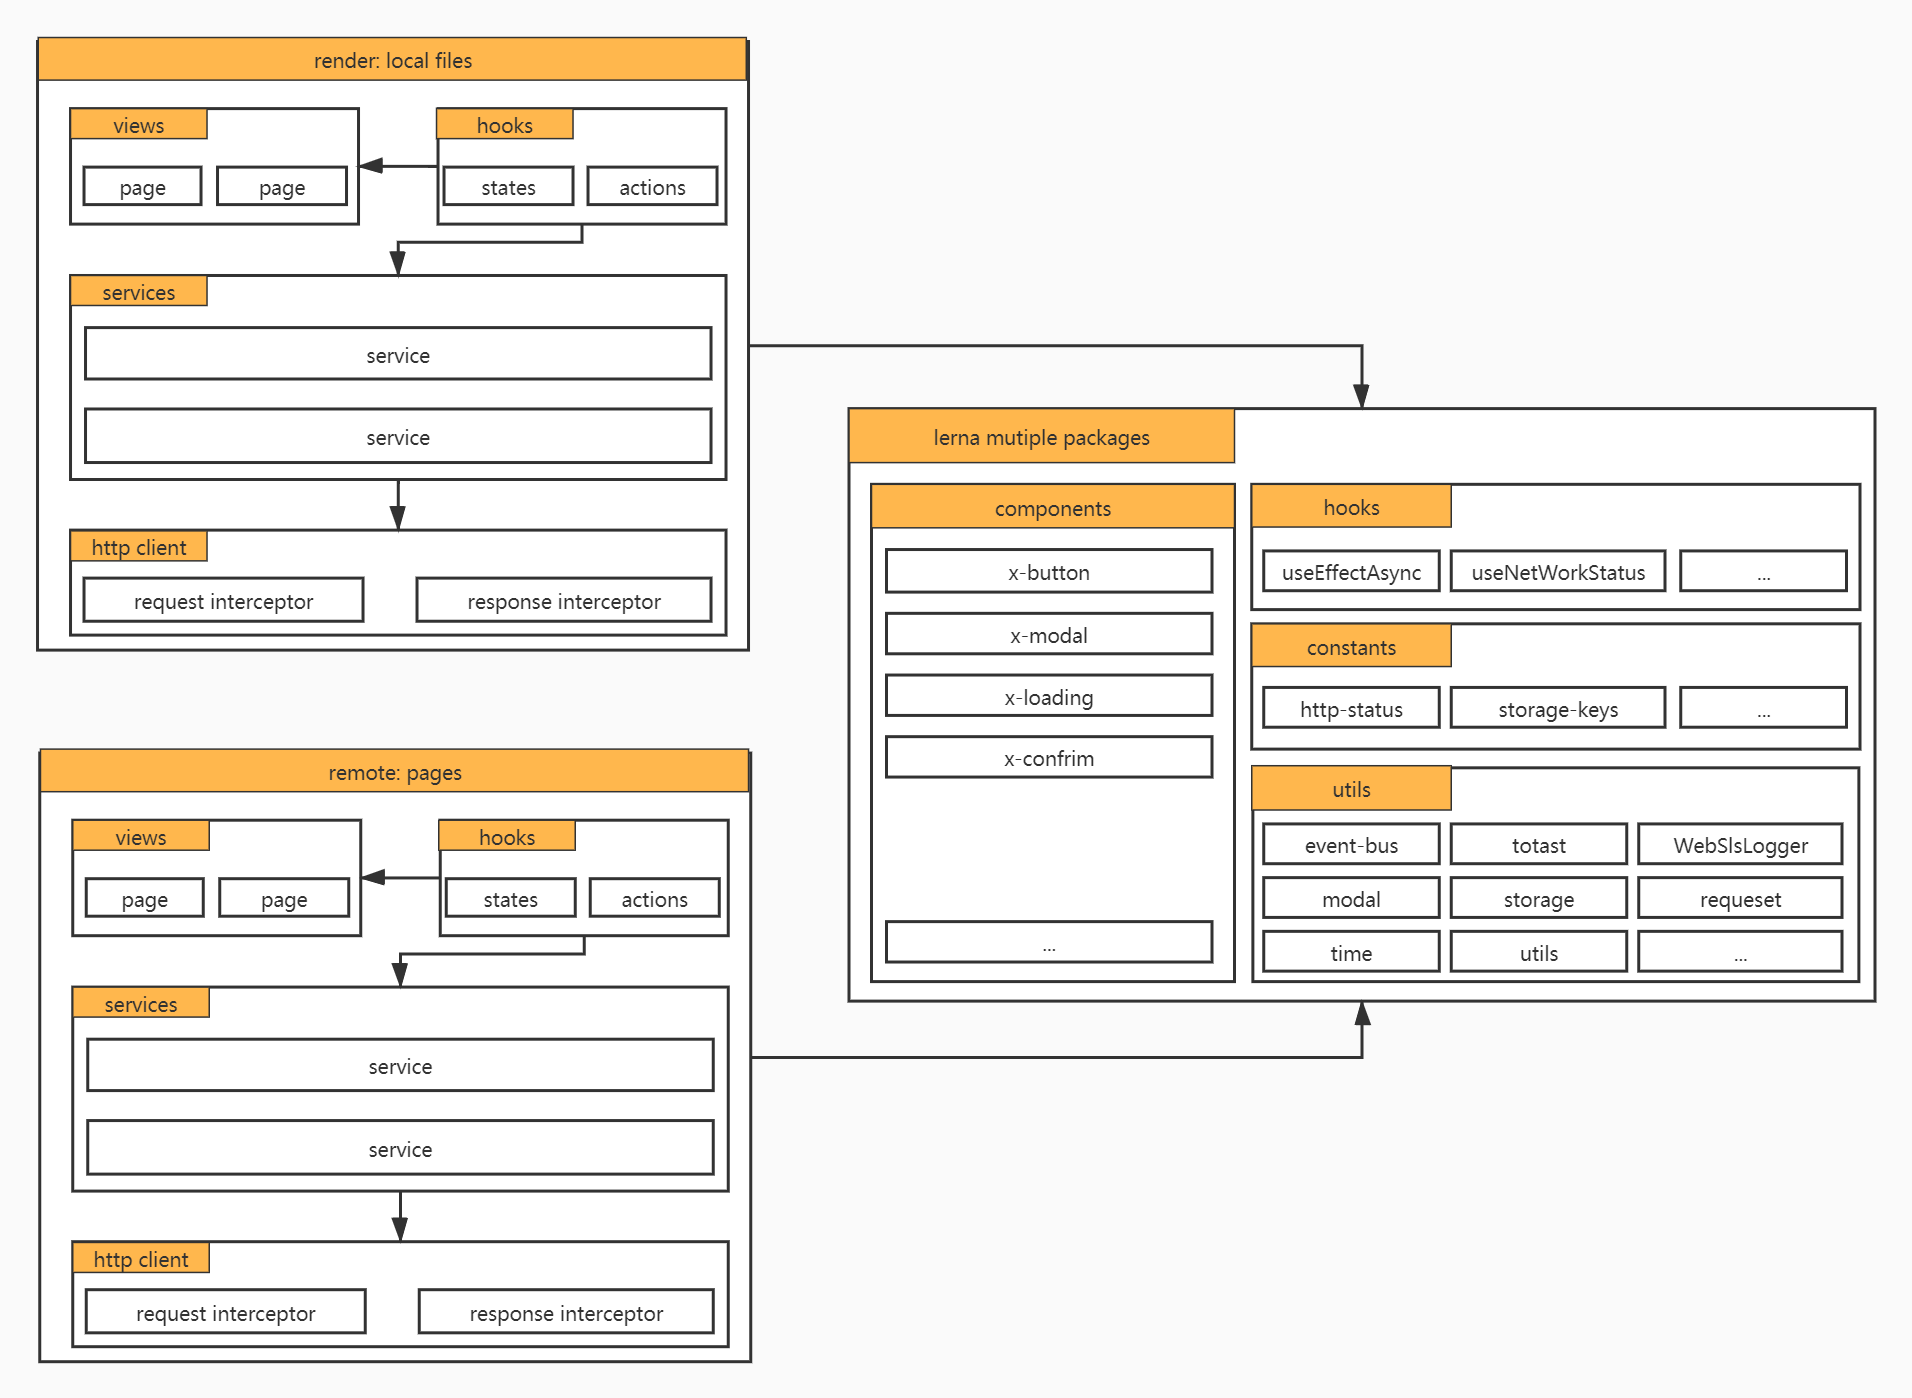 render: local files
views
page
page
hooks
states
actions
services
service
service
http client
request interceptor
response interceptor
remote: pages
views
page
page
hooks
states
actions
services
service
service
http client
request interceptor
response interceptor
lerna mutiple packages
components
x-button
x-modal
x-loading
x-confrim
...
hooks
useEffectAsync
useNetWorkStatus
...
constants
http-status
storage-keys
...
utils
event-bus
totast
WebSlsLogger
modal
storage
requeset
time
utils
...